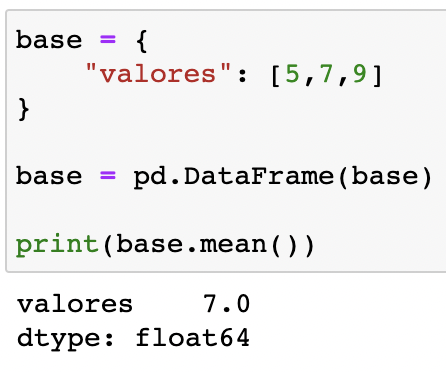 base = {
    "valores": [5,7,9]
}
base = pd.DataFrame(base)
print(base.mean())
valores    7.0
dtype: float64